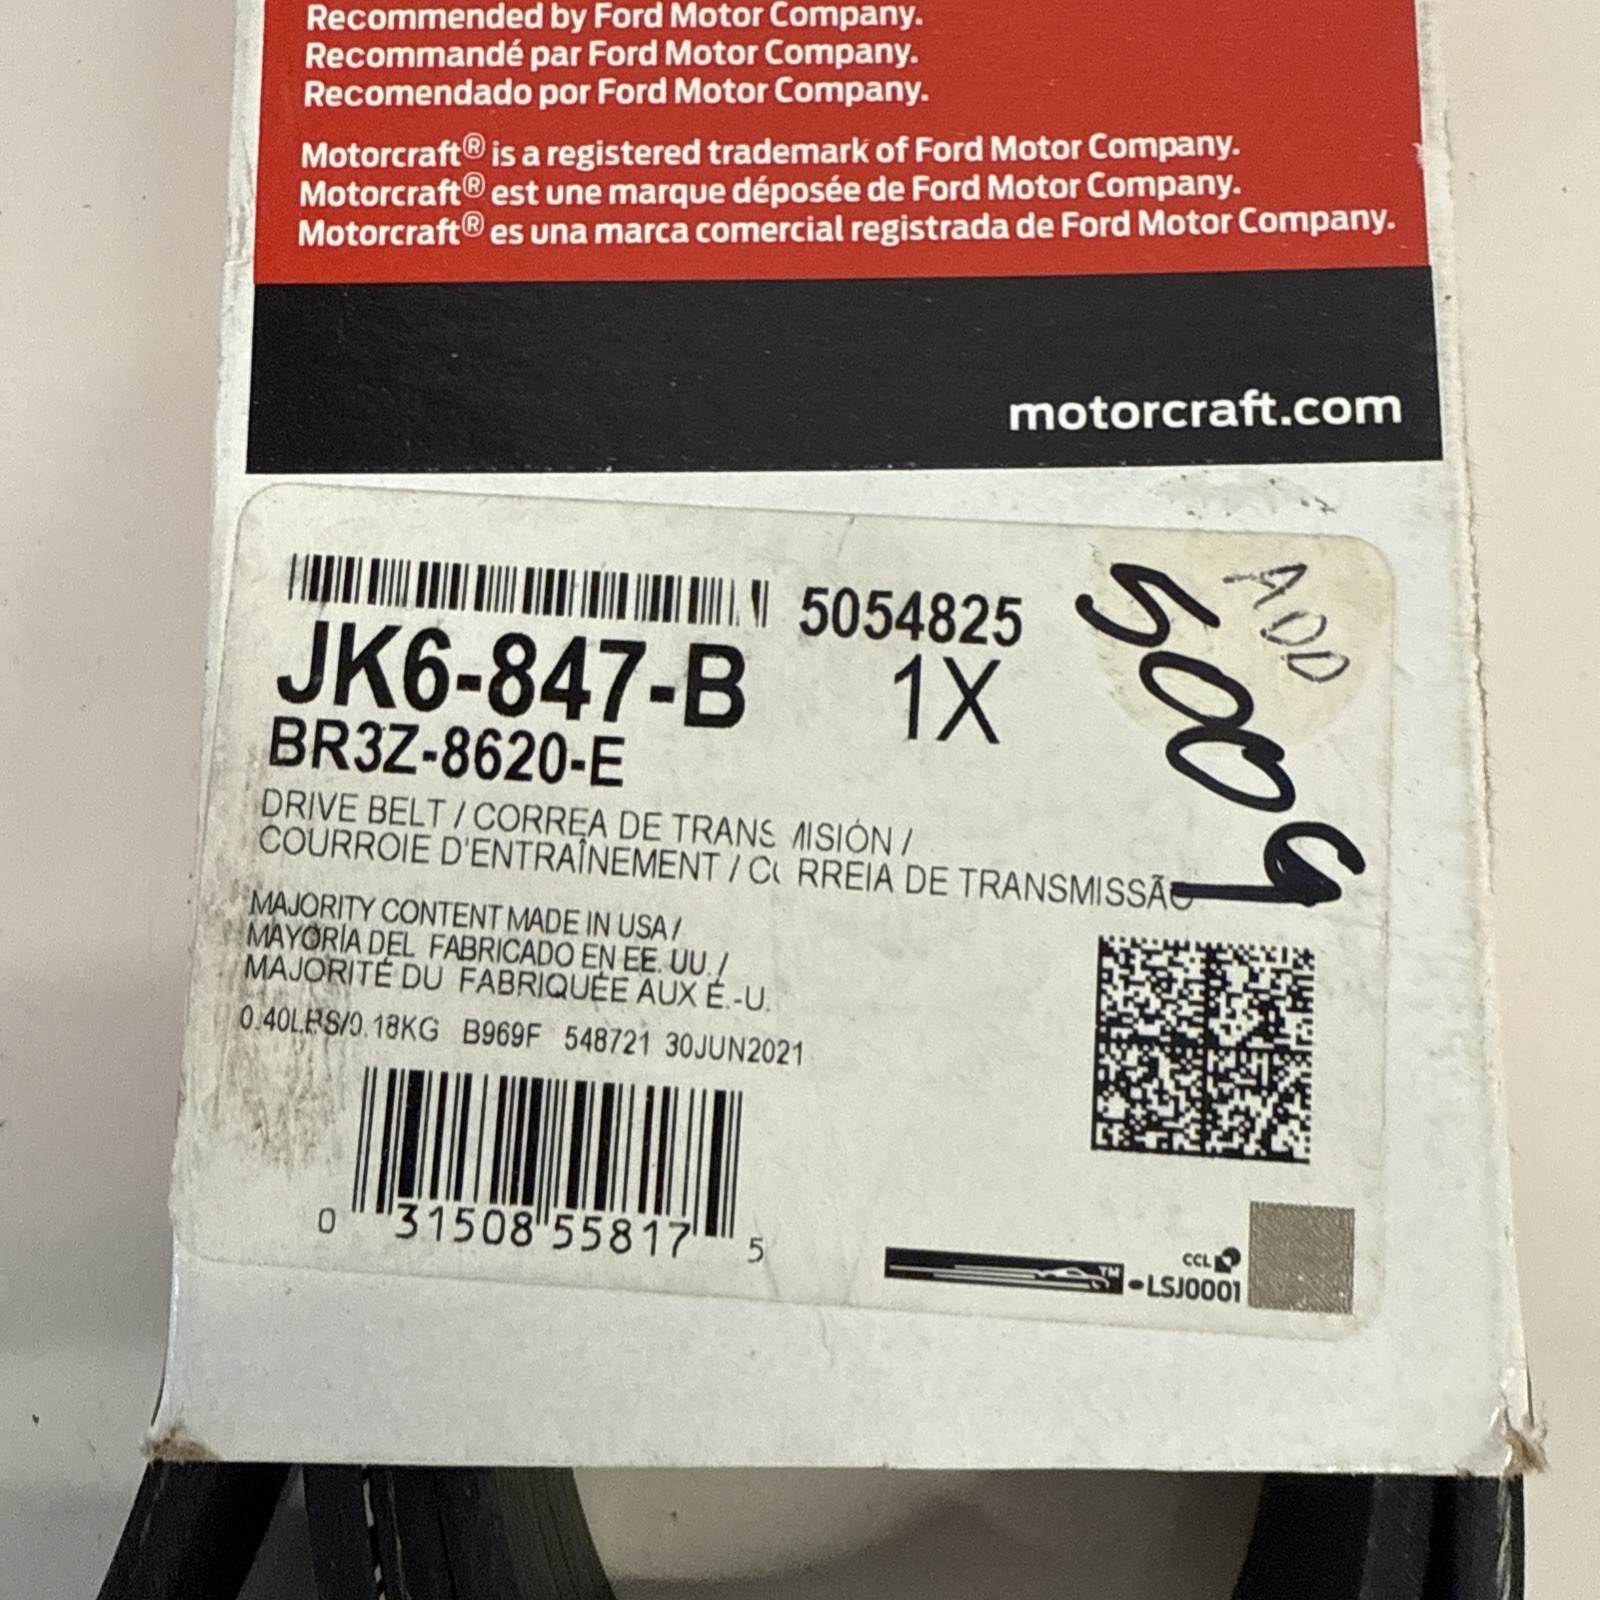 Recommended by Ford Motor Company.
Recommandé par Ford Motor Company.
Recomendado por Ford Motor Company.
Motorcraft® is a registered trademark of Ford Motor Company.
Motorcraft® est une marque déposée de Ford Motor Company.
Motorcraft® es una marca comercial registrada de Ford Motor Company.
motorcraft.com
5054825
JK6-847-B 1X
BR3Z-8620-E
ADD
5009
DRIVE BELT / CORREA DE TRANSMISIÓN /
COURROIE D'ENTRAÎNEMENT / CORREIA DE TRANSMISSÃO
MAJORITY CONTENT MADE IN USA /
MAYORÍA DEL FABRICADO EN EE. UU. /
MAJORITÉ DU FABRIQUÉE AUX É.-U.
0.40LBS/0.18KG B969F 548721 30JUN2021
0 31508 55817 5
CCL
TM -LSJ0001